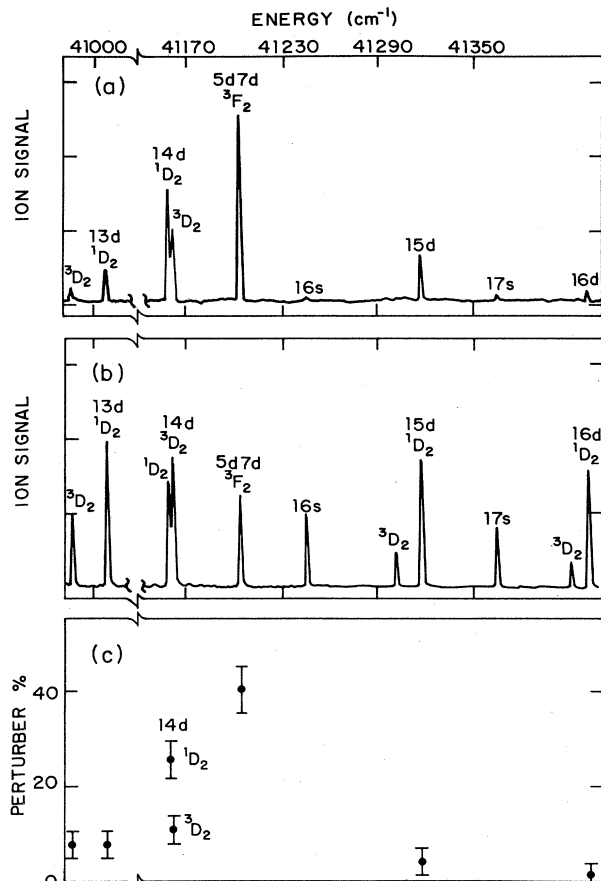 ENERGY (cm⁻¹)
41000 41170 41230 41290 41350
(a)
ION SIGNAL
³D₂
13d
¹D₂
14d
¹D₂
³D₂
5d7d
³F₂
16s
15d
17s
16d
(b)
ION SIGNAL
³D₂
13d
¹D₂
14d
³D₂
¹D₂
5d7d
³F₂
16s
³D₂
15d
¹D₂
17s
³D₂
16d
¹D₂
(c)
PERTURBER %
40
20
0
14d
¹D₂
³D₂